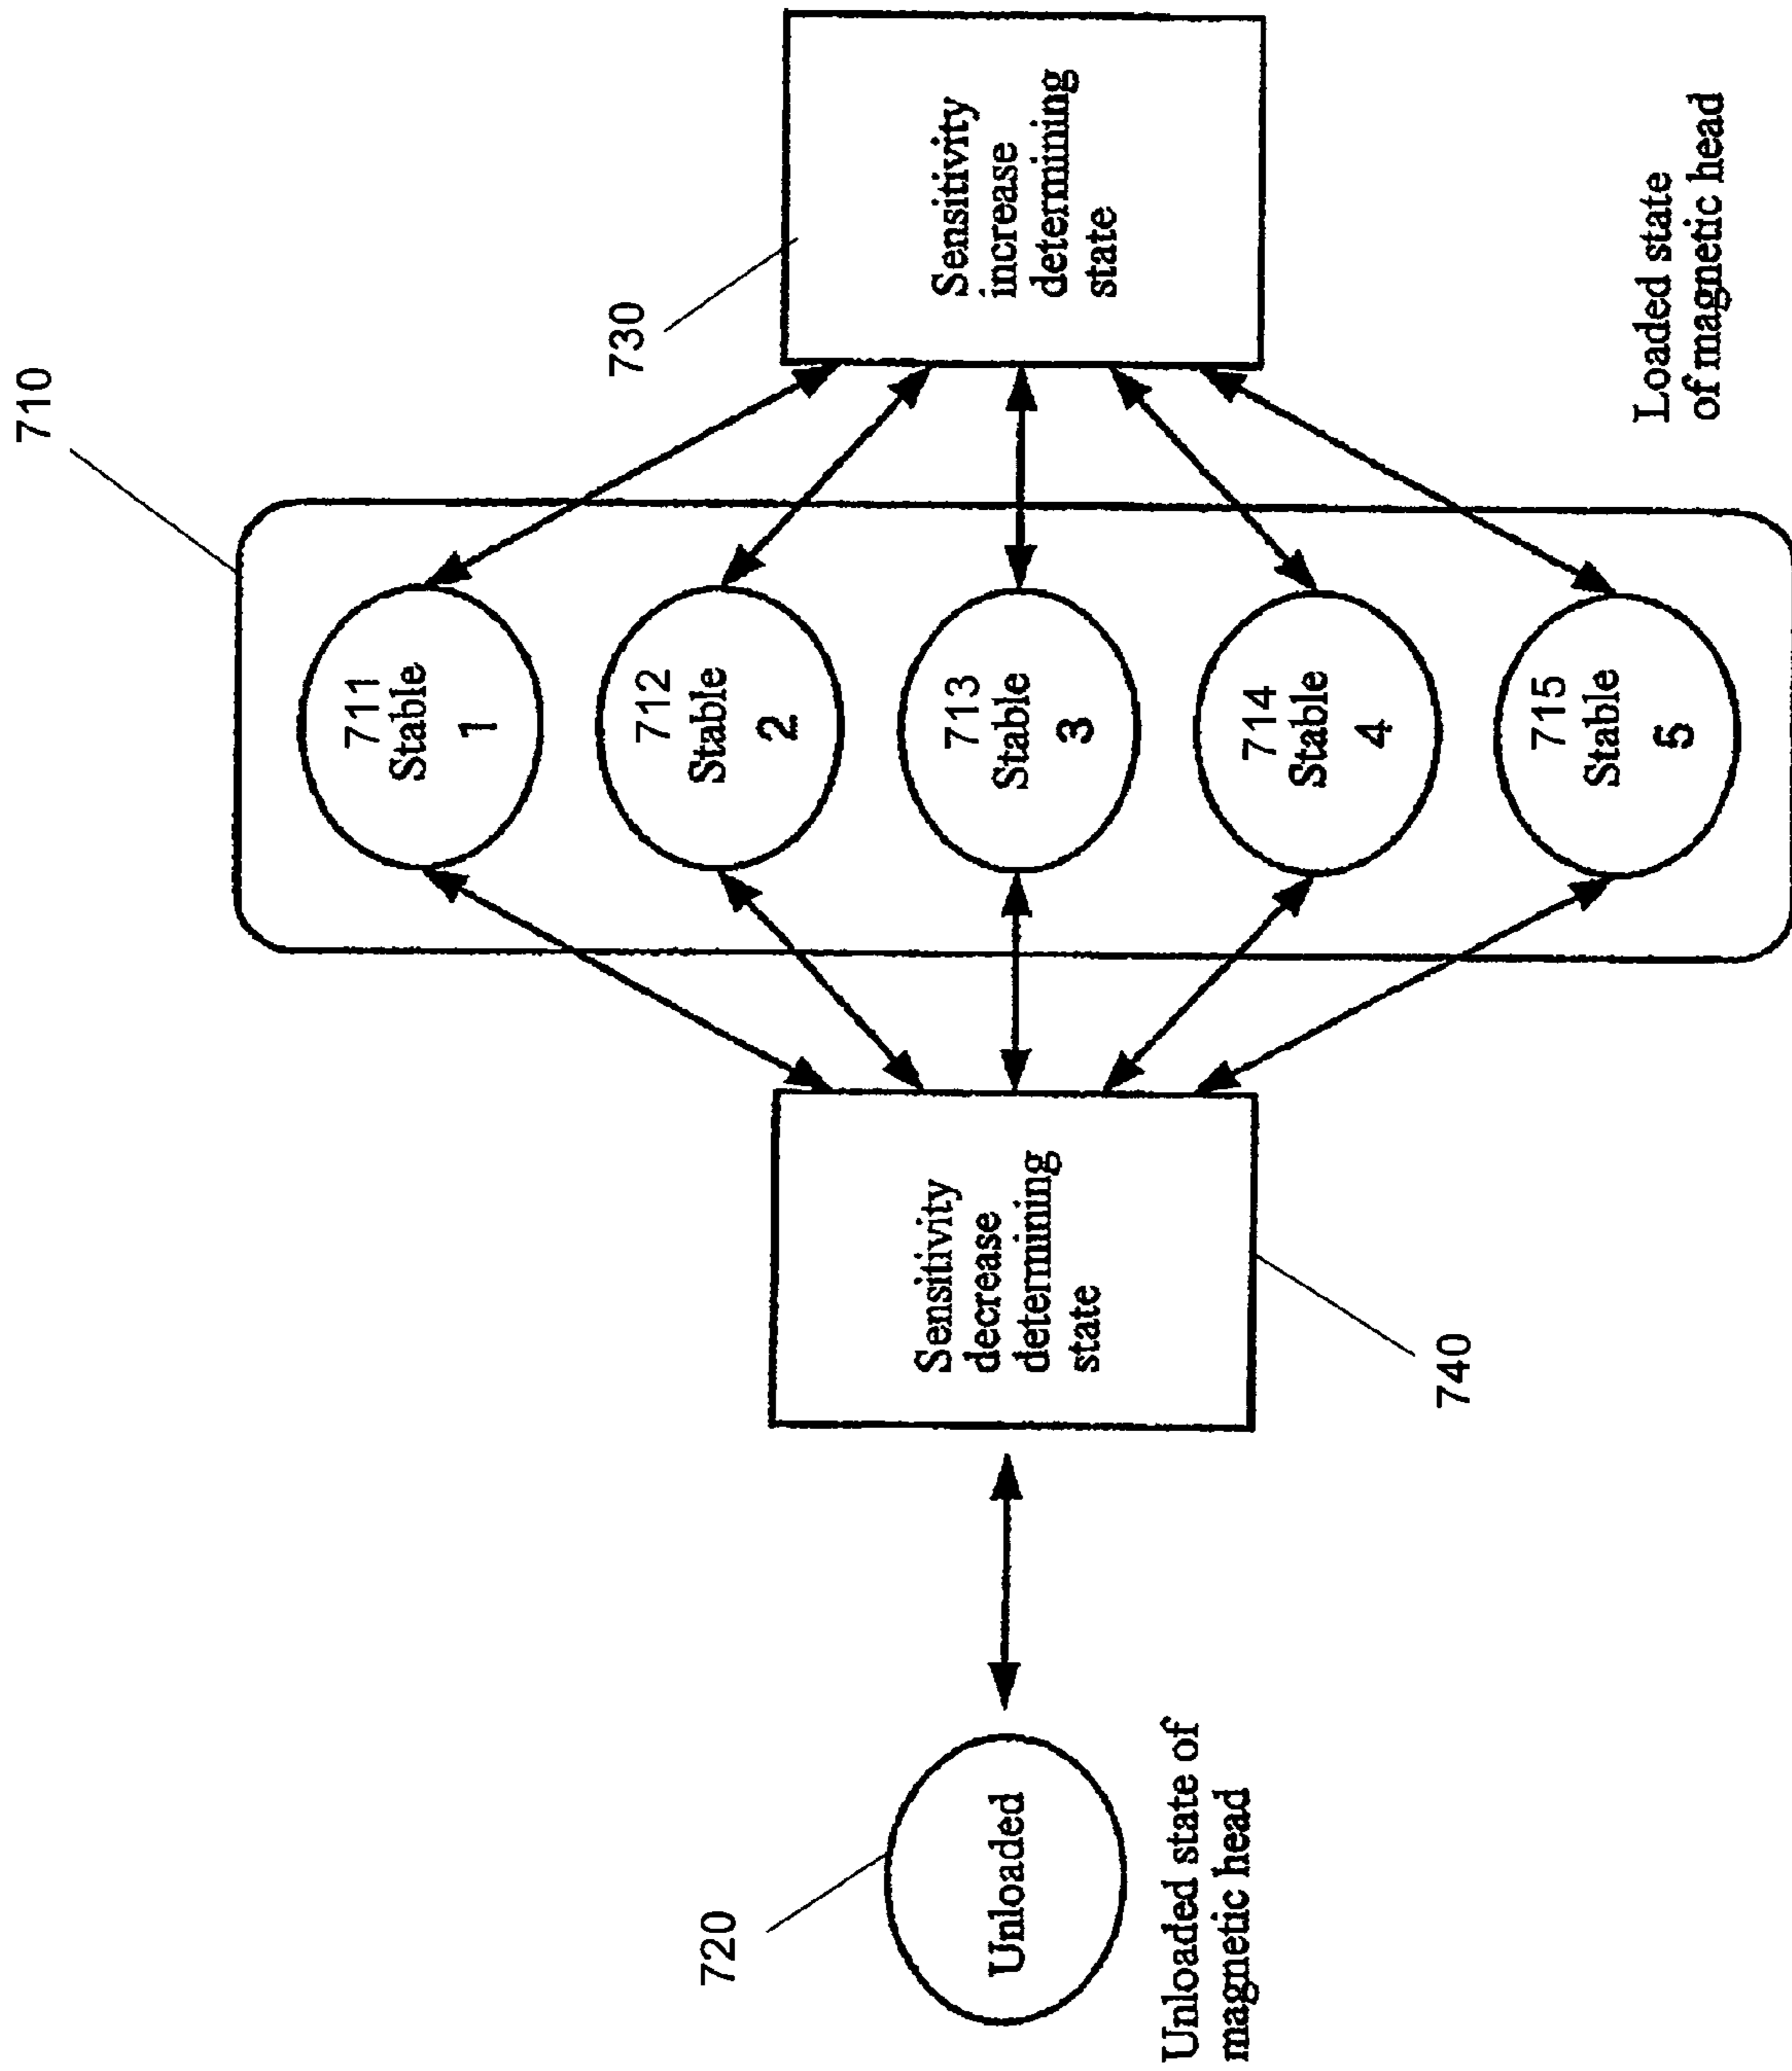 710
730
Sensitivity
increase
determining
state
711
Stable
1
712
Stable
2
713
Stable
3
714
Stable
4
715
Stable
5
Loaded state
of magnetic head
Sensitivity
decrease
determining
state
740
720
Unloaded
Unloaded state of
magnetic head